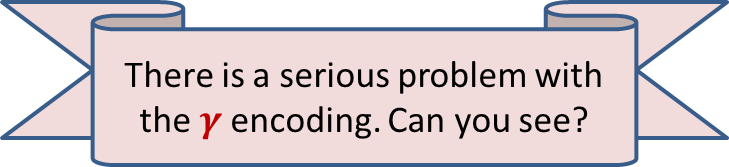 There is a serious problem with
the γ encoding. Can you see?